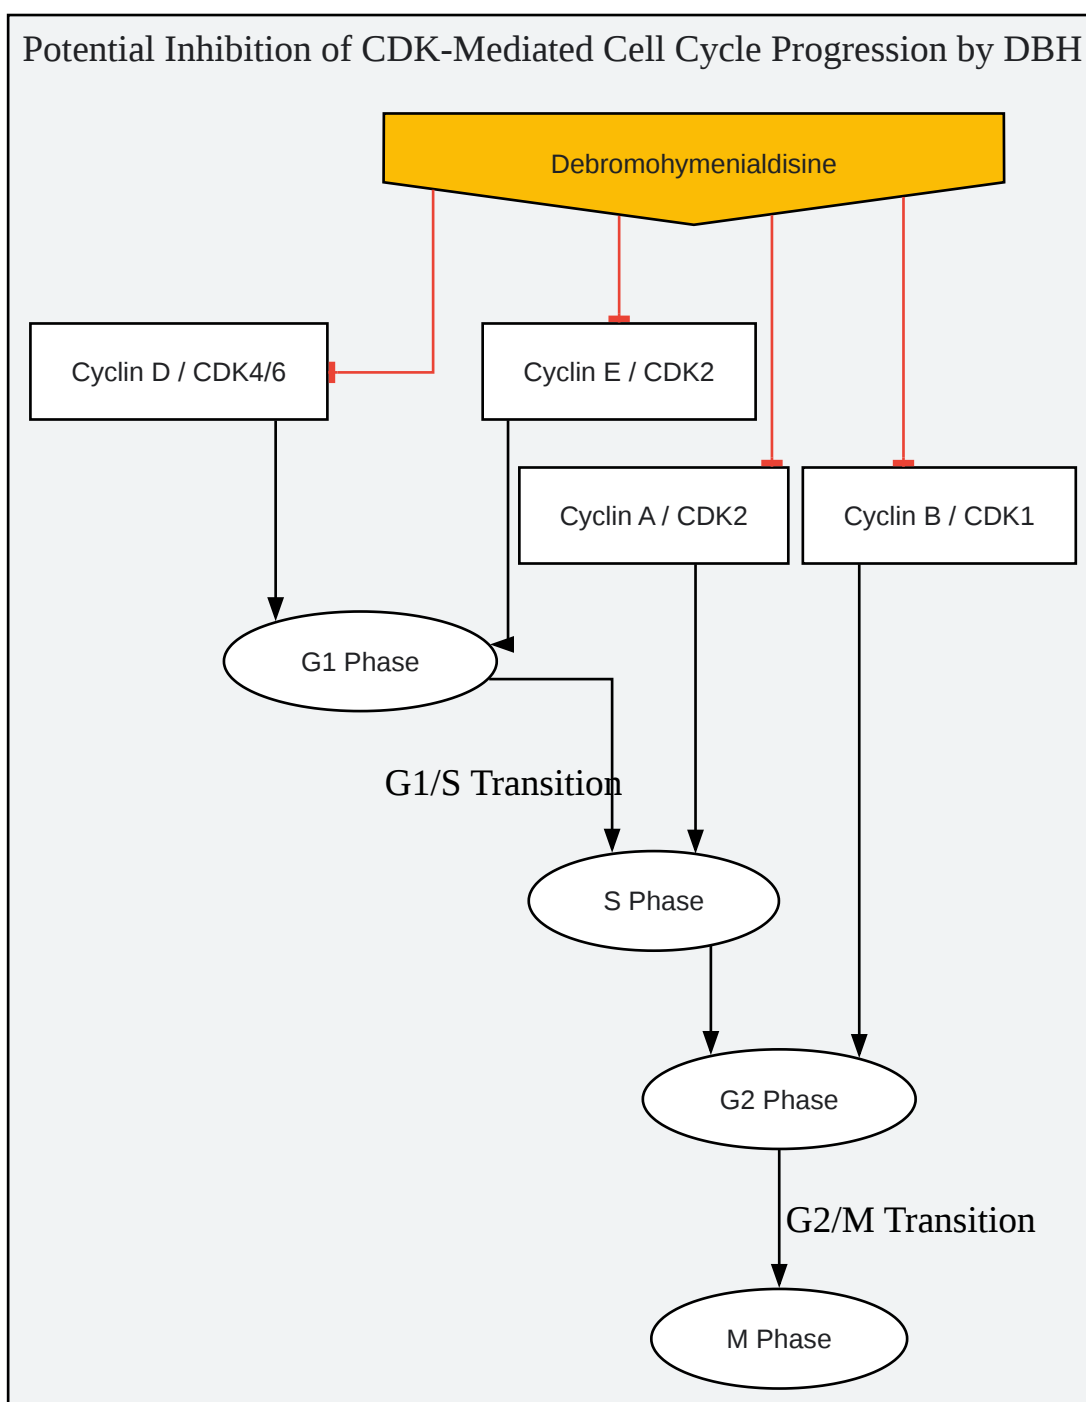 Potential Inhibition of CDK-Mediated Cell Cycle Progression by DBH
Debromohymenialdisine
Cyclin D / CDK4/6
Cyclin E / CDK2
Cyclin A / CDK2
Cyclin B / CDK1
G1 Phase
G1/S Transition
S Phase
G2 Phase
G2/M Transition
M Phase